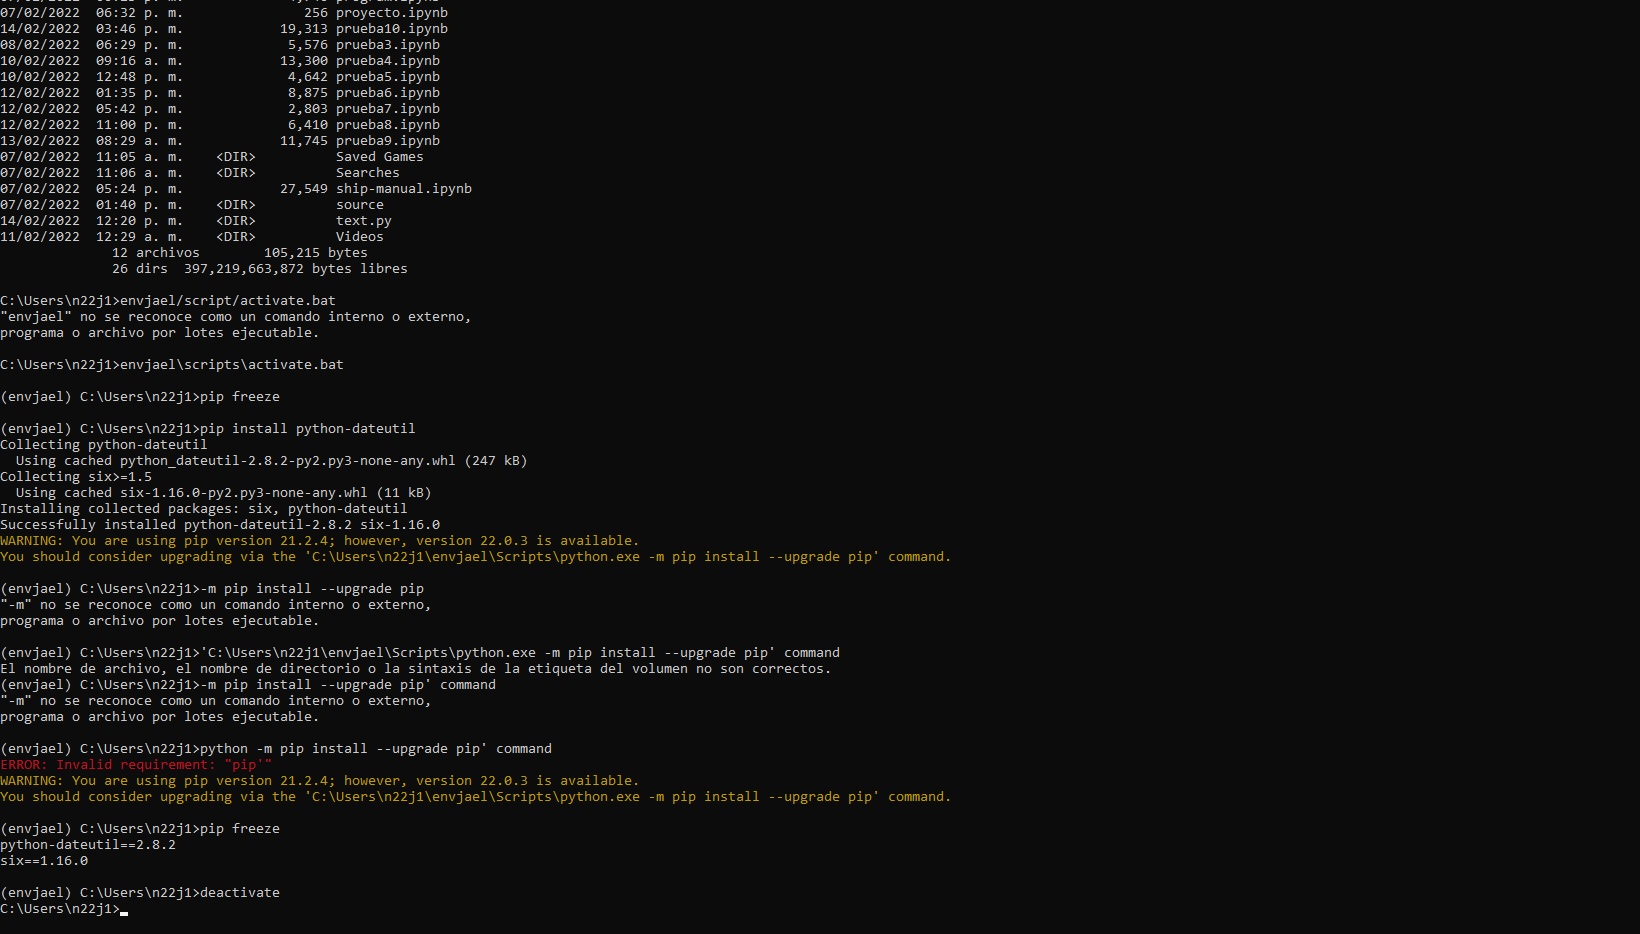 07/02/2022  06:32 p. m.               256 proyecto.ipynb
14/02/2022  03:46 p. m.            19,313 prueba10.ipynb
08/02/2022  06:29 p. m.             5,576 prueba3.ipynb
10/02/2022  09:16 a. m.            13,300 prueba4.ipynb
10/02/2022  12:48 p. m.             4,642 prueba5.ipynb
12/02/2022  01:35 p. m.             8,875 prueba6.ipynb
12/02/2022  05:42 p. m.             2,803 prueba7.ipynb
12/02/2022  11:00 p. m.             6,410 prueba8.ipynb
13/02/2022  08:29 a. m.            11,745 prueba9.ipynb
07/02/2022  11:05 a. m.    <DIR>          Saved Games
07/02/2022  11:06 a. m.    <DIR>          Searches
07/02/2022  05:24 p. m.            27,549 ship-manual.ipynb
07/02/2022  01:40 p. m.    <DIR>          source
14/02/2022  12:20 p. m.    <DIR>          text.py
11/02/2022  12:29 a. m.    <DIR>          Videos
              12 archivos        105,215 bytes
              26 dirs  397,219,663,872 bytes libres
C:\Users\n22j1>envjael/script/activate.bat
"envjael" no se reconoce como un comando interno o externo,
programa o archivo por lotes ejecutable.
C:\Users\n22j1>envjael\scripts\activate.bat
(envjael) C:\Users\n22j1>pip freeze
(envjael) C:\Users\n22j1>pip install python-dateutil
Collecting python-dateutil
  Using cached python_dateutil-2.8.2-py2.py3-none-any.whl (247 kB)
Collecting six>=1.5
  Using cached six-1.16.0-py2.py3-none-any.whl (11 kB)
Installing collected packages: six, python-dateutil
Successfully installed python-dateutil-2.8.2 six-1.16.0
WARNING: You are using pip version 21.2.4; however, version 22.0.3 is available.
You should consider upgrading via the 'C:\Users\n22j1\envjael\Scripts\python.exe -m pip install --upgrade pip' command.
(envjael) C:\Users\n22j1>-m pip install --upgrade pip
"-m" no se reconoce como un comando interno o externo,
programa o archivo por lotes ejecutable.
(envjael) C:\Users\n22j1>'C:\Users\n22j1\envjael\Scripts\python.exe -m pip install --upgrade pip' command
El nombre de archivo, el nombre de directorio o la sintaxis de la etiqueta del volumen no son correctos.
(envjael) C:\Users\n22j1>-m pip install --upgrade pip' command
"-m" no se reconoce como un comando interno o externo,
programa o archivo por lotes ejecutable.
(envjael) C:\Users\n22j1>python -m pip install --upgrade pip' command
ERROR: Invalid requirement: "pip'"
WARNING: You are using pip version 21.2.4; however, version 22.0.3 is available.
You should consider upgrading via the 'C:\Users\n22j1\envjael\Scripts\python.exe -m pip install --upgrade pip' command.
(envjael) C:\Users\n22j1>pip freeze
python-dateutil==2.8.2
six==1.16.0
(envjael) C:\Users\n22j1>deactivate
C:\Users\n22j1>